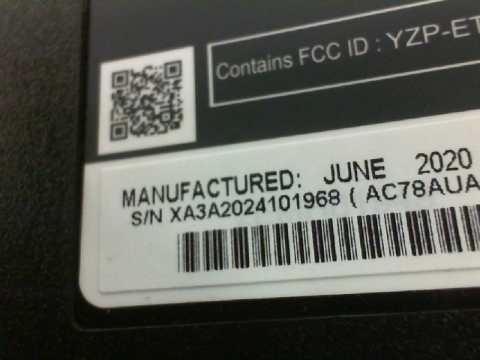 Contains FCC ID : YZP-ET
MANUFACTURED: JUNE 2020
S/N XA3A2024101968 ( AC78AUA